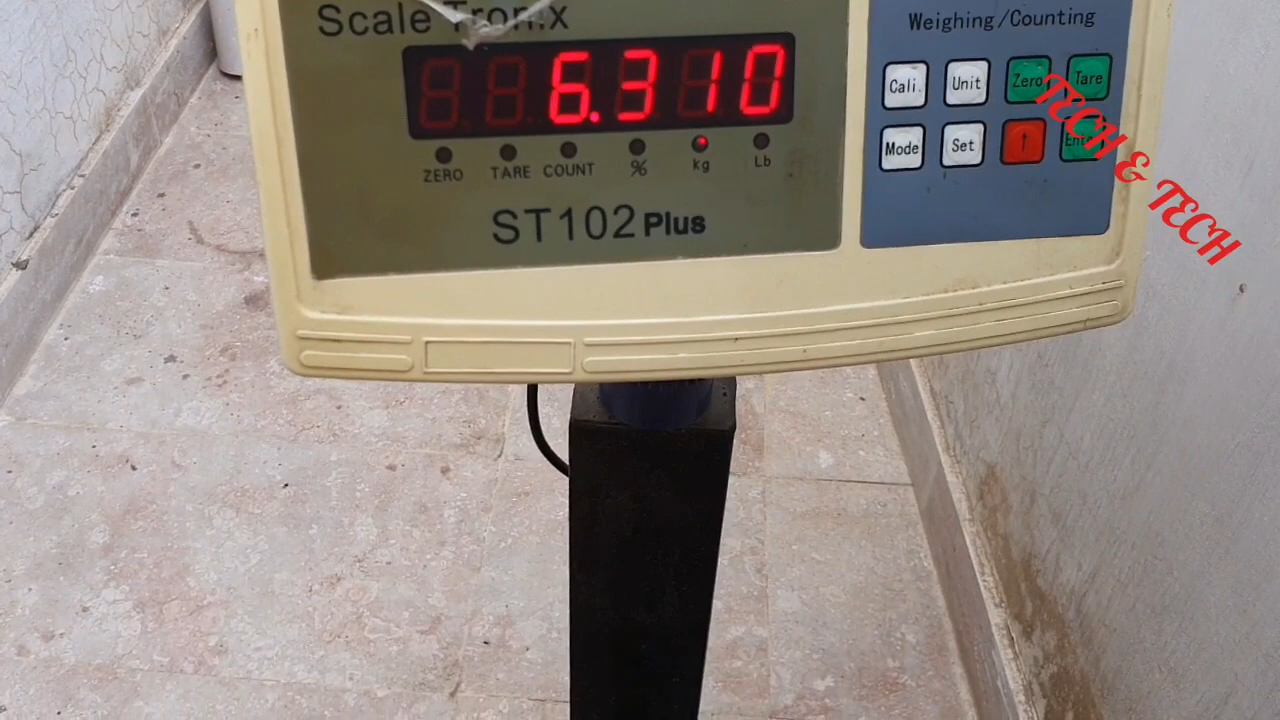 Scale Tronix
6.310
ZERO TARE COUNT % kg Lb
ST102 Plus
Weighing/Counting
Cali. Unit Zero Tare
Mode Set ↑
TECH & TECH